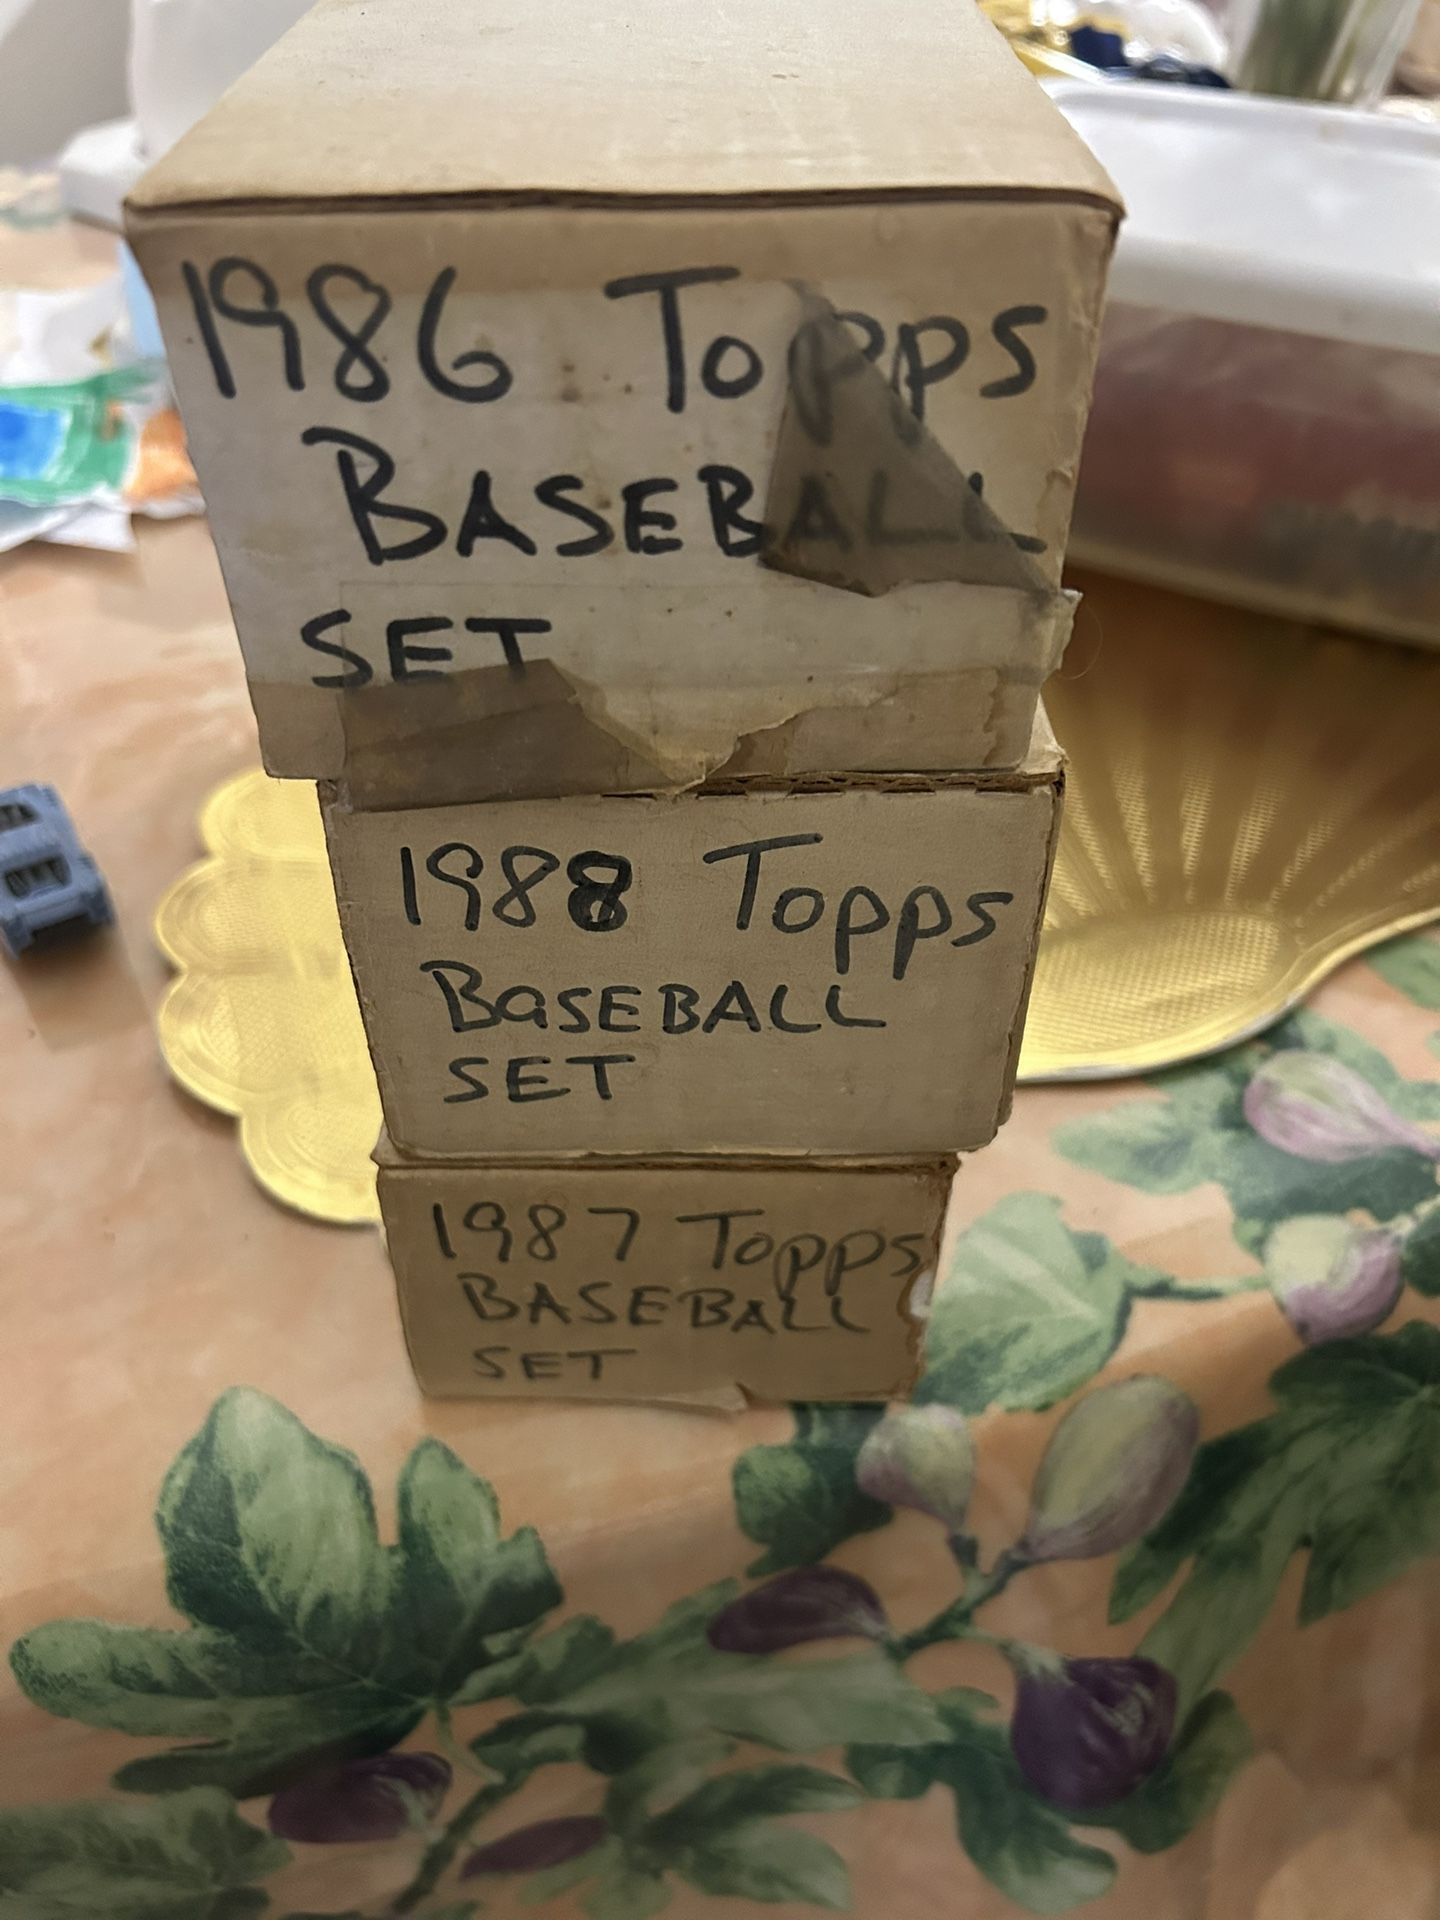 1986 Topps
BASEBALL
SET
1988 Topps
BaSEBALL
SET
1987 Topps
BASEBALL
SET